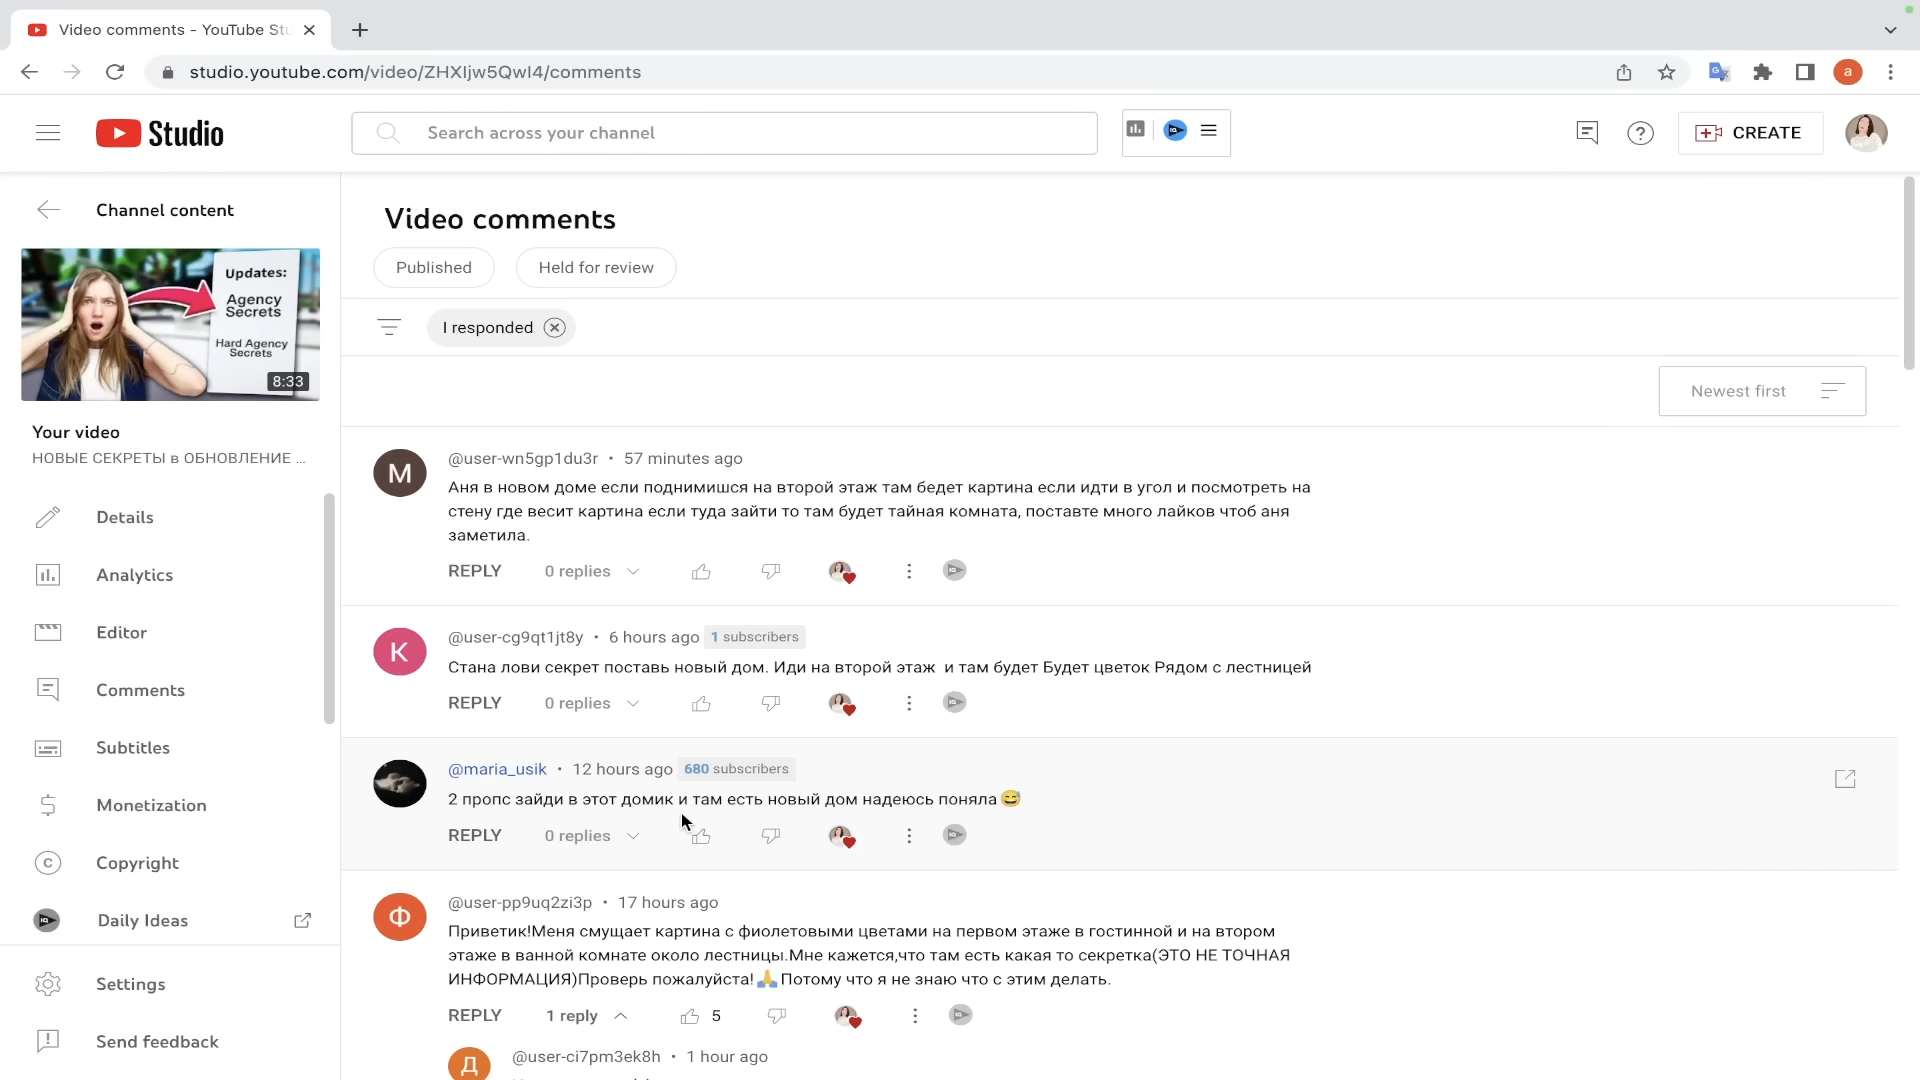 Video comments - YouTube Stu
studio.youtube.com/video/ZHXIjw5QwI4/comments
a
Studio
Search across your channel
CREATE
Channel content
Updates:
Agency
Secrets
Hard Agency
Secrets
8:33
Your video
НОВЫЕ СЕКРЕТЫ в ОБНОВЛЕНИЕ ...
Details
Analytics
Editor
Comments
Subtitles
Monetization
Copyright
Daily Ideas
Settings
Send feedback
Video comments
Published
Held for review
I responded
Newest first
M
@user-wn5gp1du3r • 57 minutes ago
Аня в новом доме если поднимишся на второй этаж там бедет картина если идти в угол и посмотреть на
стену где весит картина если туда зайти то там будет тайная комната, поставте много лайков чтоб аня
заметила.
REPLY 0 replies
K
@user-cg9qt1jt8y • 6 hours ago 1 subscribers
Стана лови секрет поставь новый дом. Иди на второй этаж и там будет Будет цветок Рядом с лестницей
REPLY 0 replies
@maria_usik • 12 hours ago 680 subscribers
2 пропс зайди в этот домик и там есть новый дом надеюсь поняла😅
REPLY 0 replies
Ф
@user-pp9uq2zi3p • 17 hours ago
Приветик!Меня смущает картина с фиолетовыми цветами на первом этаже в гостинной и на втором
этаже в ванной комнате около лестницы.Мне кажется,что там есть какая то секретка(ЭТО НЕ ТОЧНАЯ
ИНФОРМАЦИЯ)Проверь пожалуйста!🙏Потому что я не знаю что с этим делать.
REPLY 1 reply 5
Д
@user-ci7pm3ek8h • 1 hour ago